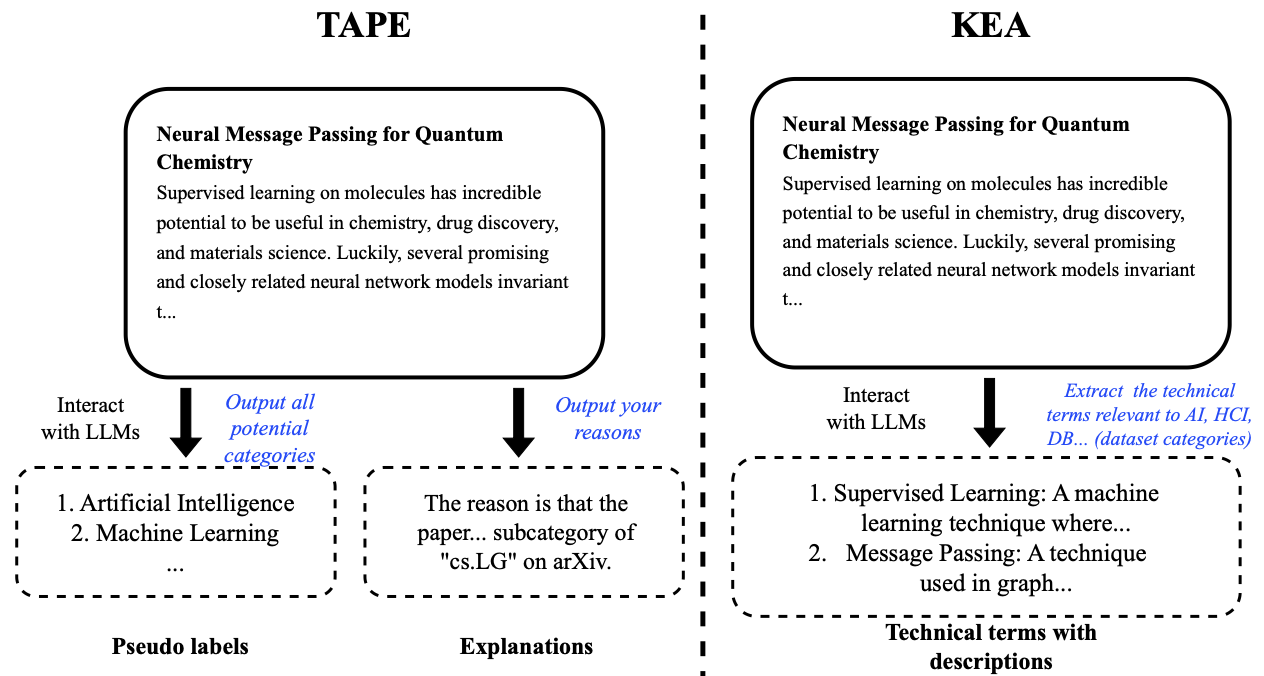 TAPE
Neural Message Passing for Quantum
Chemistry
Supervised learning on molecules has incredible
potential to be useful in chemistry, drug discovery,
and materials science. Luckily, several promising
and closely related neural network models invariant
t...
Interact
with LLMs
Output all
potential
categories
Output your
reasons
1. Artificial Intelligence
2. Machine Learning
...
The reason is that the
paper... subcategory of
"cs.LG" on arXiv.
Pseudo labels
Explanations
KEA
Neural Message Passing for Quantum
Chemistry
Supervised learning on molecules has incredible
potential to be useful in chemistry, drug discovery,
and materials science. Luckily, several promising
and closely related neural network models invariant
t...
Interact
with LLMs
Extract the technical
terms relevant to AI, HCI,
DB... (dataset categories)
1. Supervised Learning: A machine
learning technique where...
2. Message Passing: A technique
used in graph...
Technical terms with
descriptions